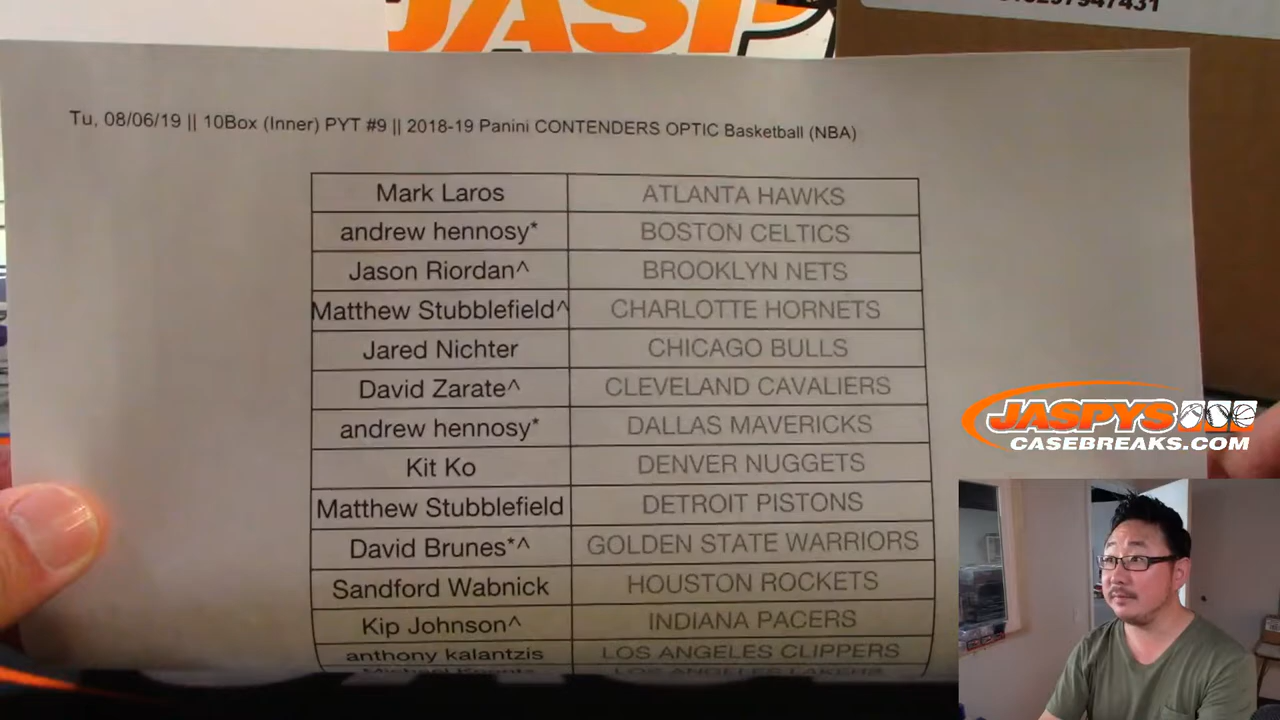 JASP
Tu, 08/06/19 || 10Box (Inner) PYT #9 || 2018-19 Panini CONTENDERS OPTIC Basketball (NBA)
Mark Laros ATLANTA HAWKS
andrew hennosy* BOSTON CELTICS
Jason Riordan^ BROOKLYN NETS
Matthew Stubblefield^ CHARLOTTE HORNETS
Jared Nichter CHICAGO BULLS
David Zarate^ CLEVELAND CAVALIERS
andrew hennosy* DALLAS MAVERICKS
Kit Ko DENVER NUGGETS
Matthew Stubblefield DETROIT PISTONS
David Brunes*^ GOLDEN STATE WARRIORS
Sandford Wabnick HOUSTON ROCKETS
Kip Johnson^ INDIANA PACERS
anthony kalantzis LOS ANGELES CLIPPERS
LOS ANGELES LAKERS
JASPYS
CASEBREAKS.COM